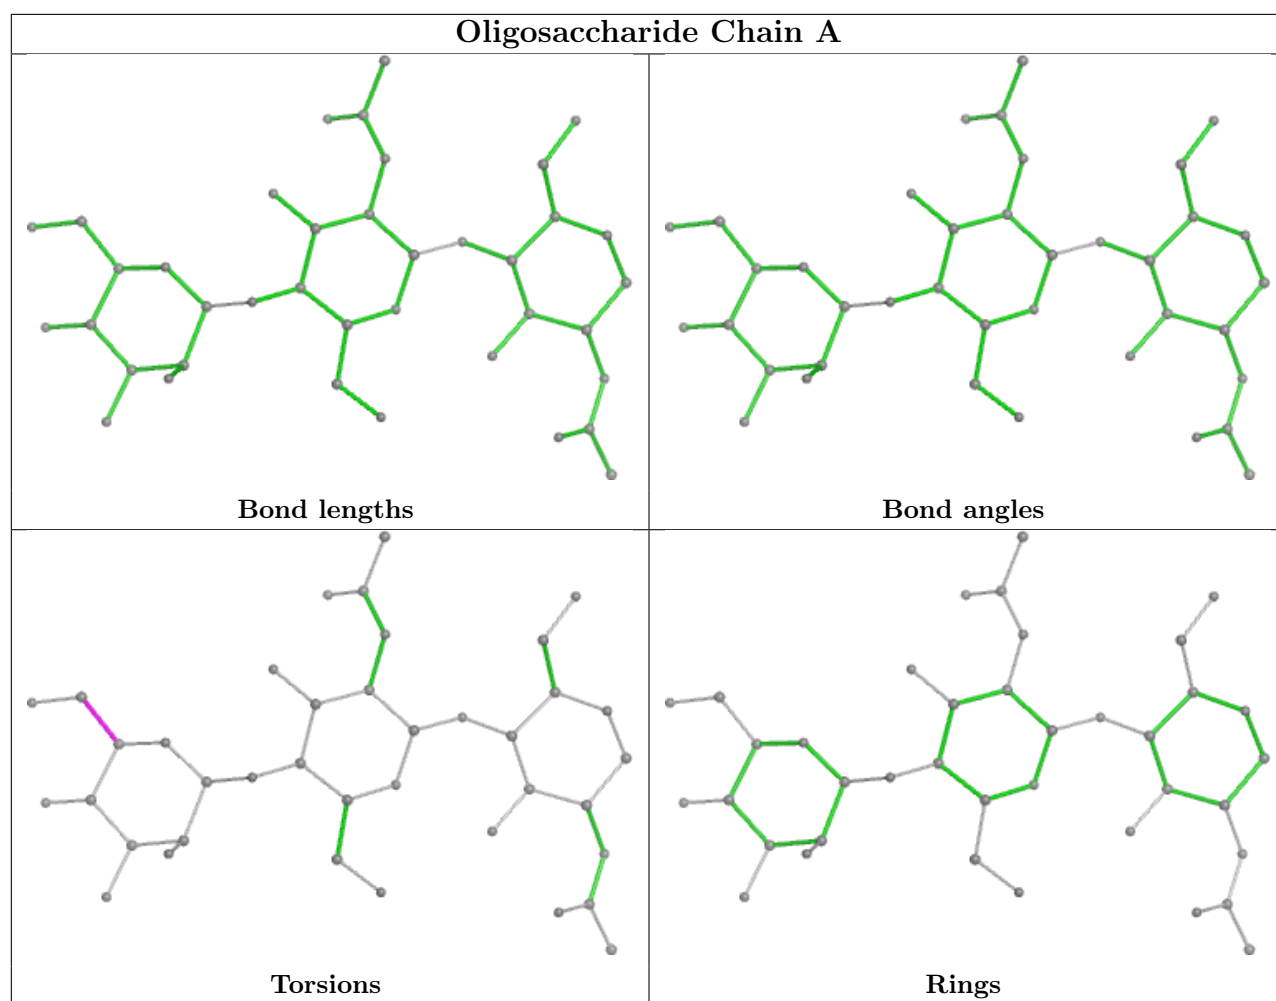 Oligosaccharide Chain A
Bond lengths
Bond angles
Torsions
Rings